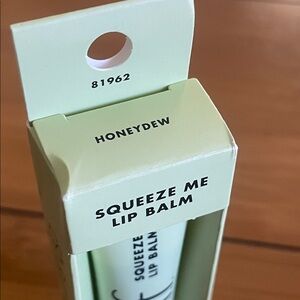 81962
HONEYDEW
SQUEEZE ME
LIP BALM
SQUEEZE
LIP BALM